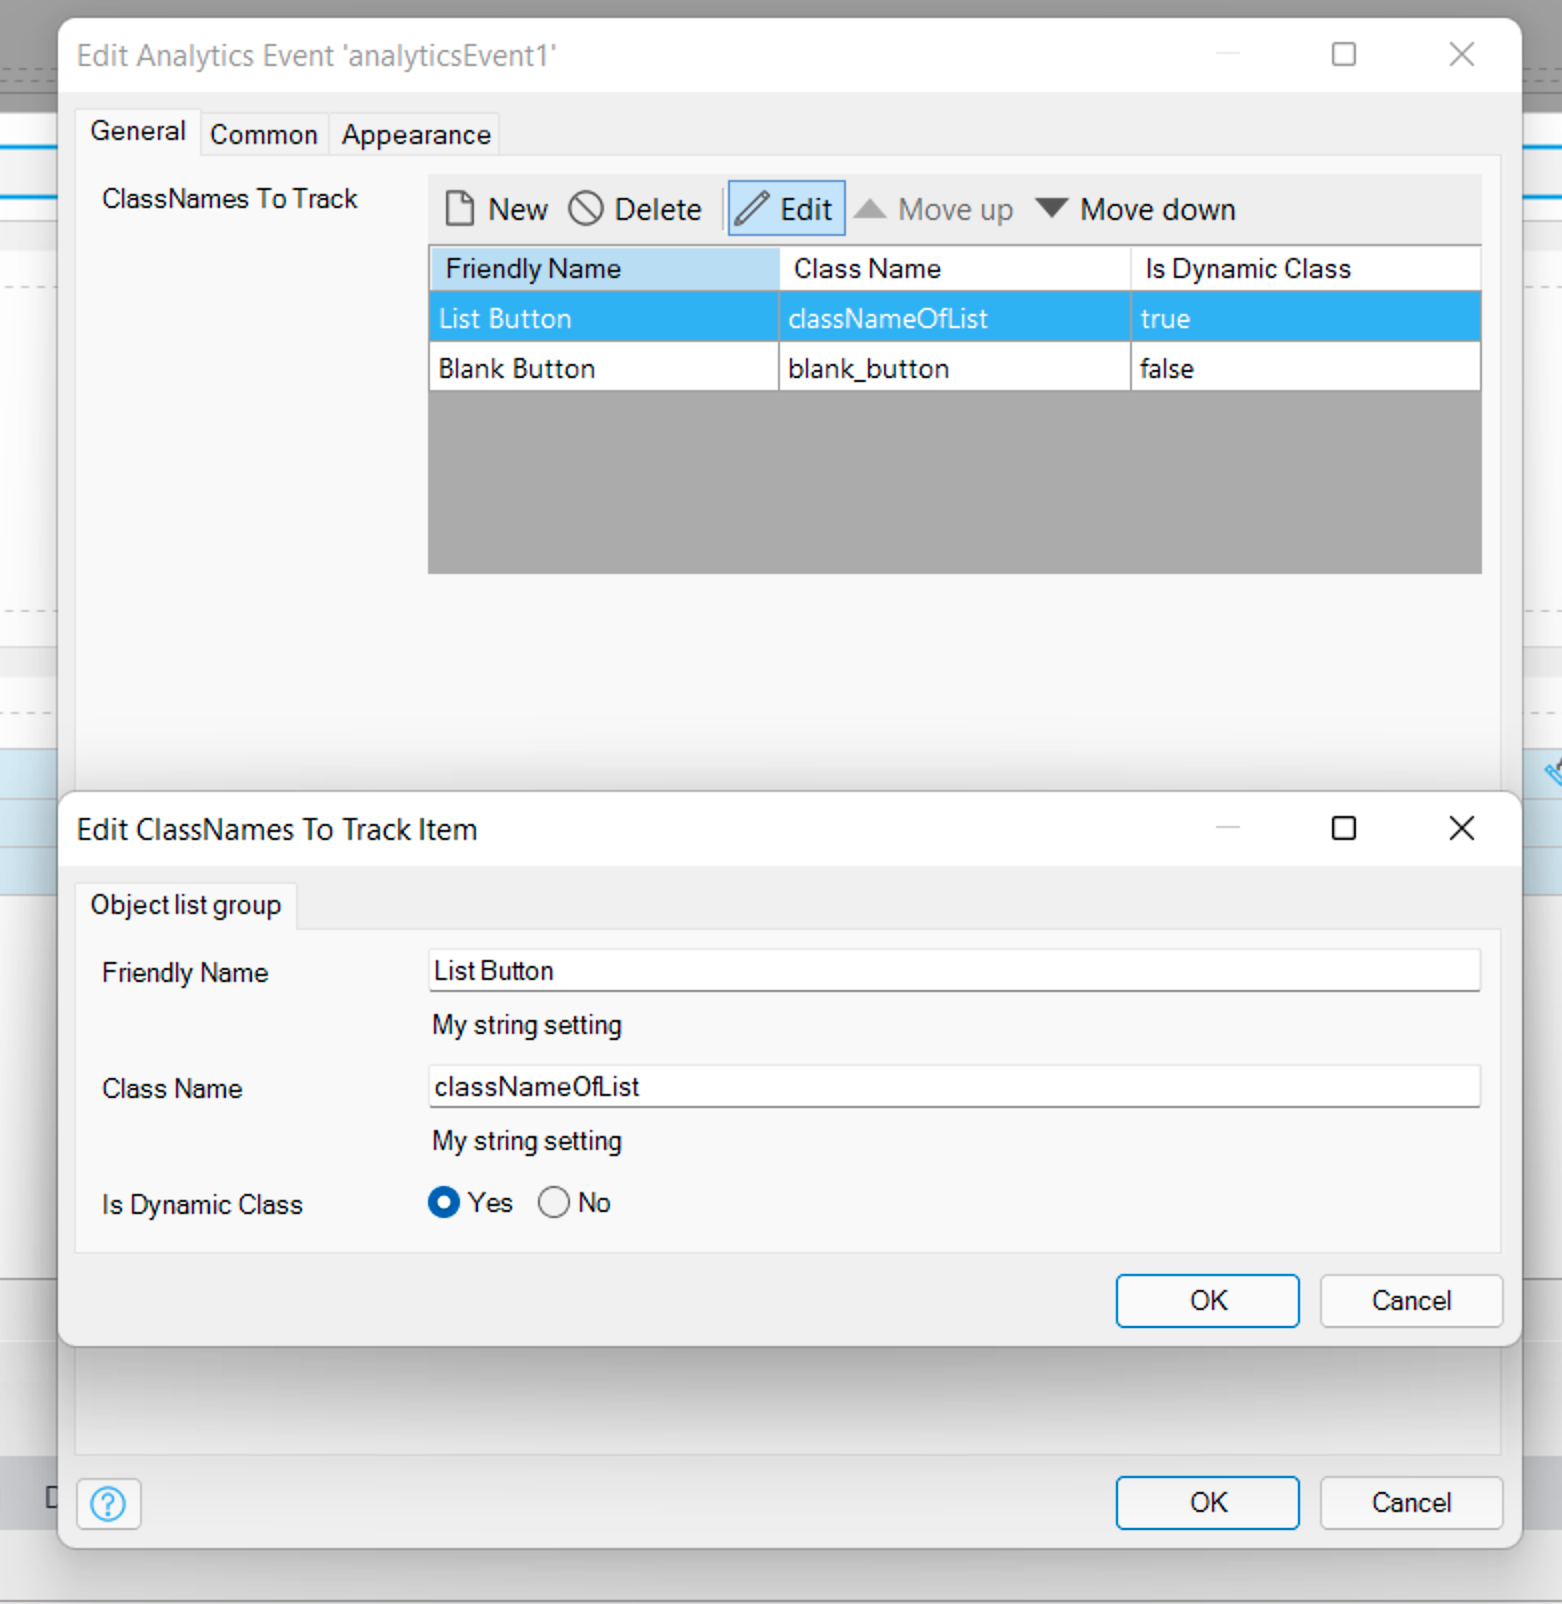 Edit Analytics Event 'analyticsEvent1'
General Common Appearance
ClassNames To Track
New Delete Edit Move up Move down
Friendly Name Class Name Is Dynamic Class
List Button classNameOfList true
Blank Button blank_button false
Edit ClassNames To Track Item
Object list group
Friendly Name List Button
My string setting
Class Name classNameOfList
My string setting
Is Dynamic Class Yes No
OK Cancel
OK Cancel